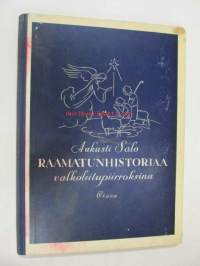 Aukusti Salo
RAAMATUNHISTORIAA
valkoliitupiirroksina
Otava